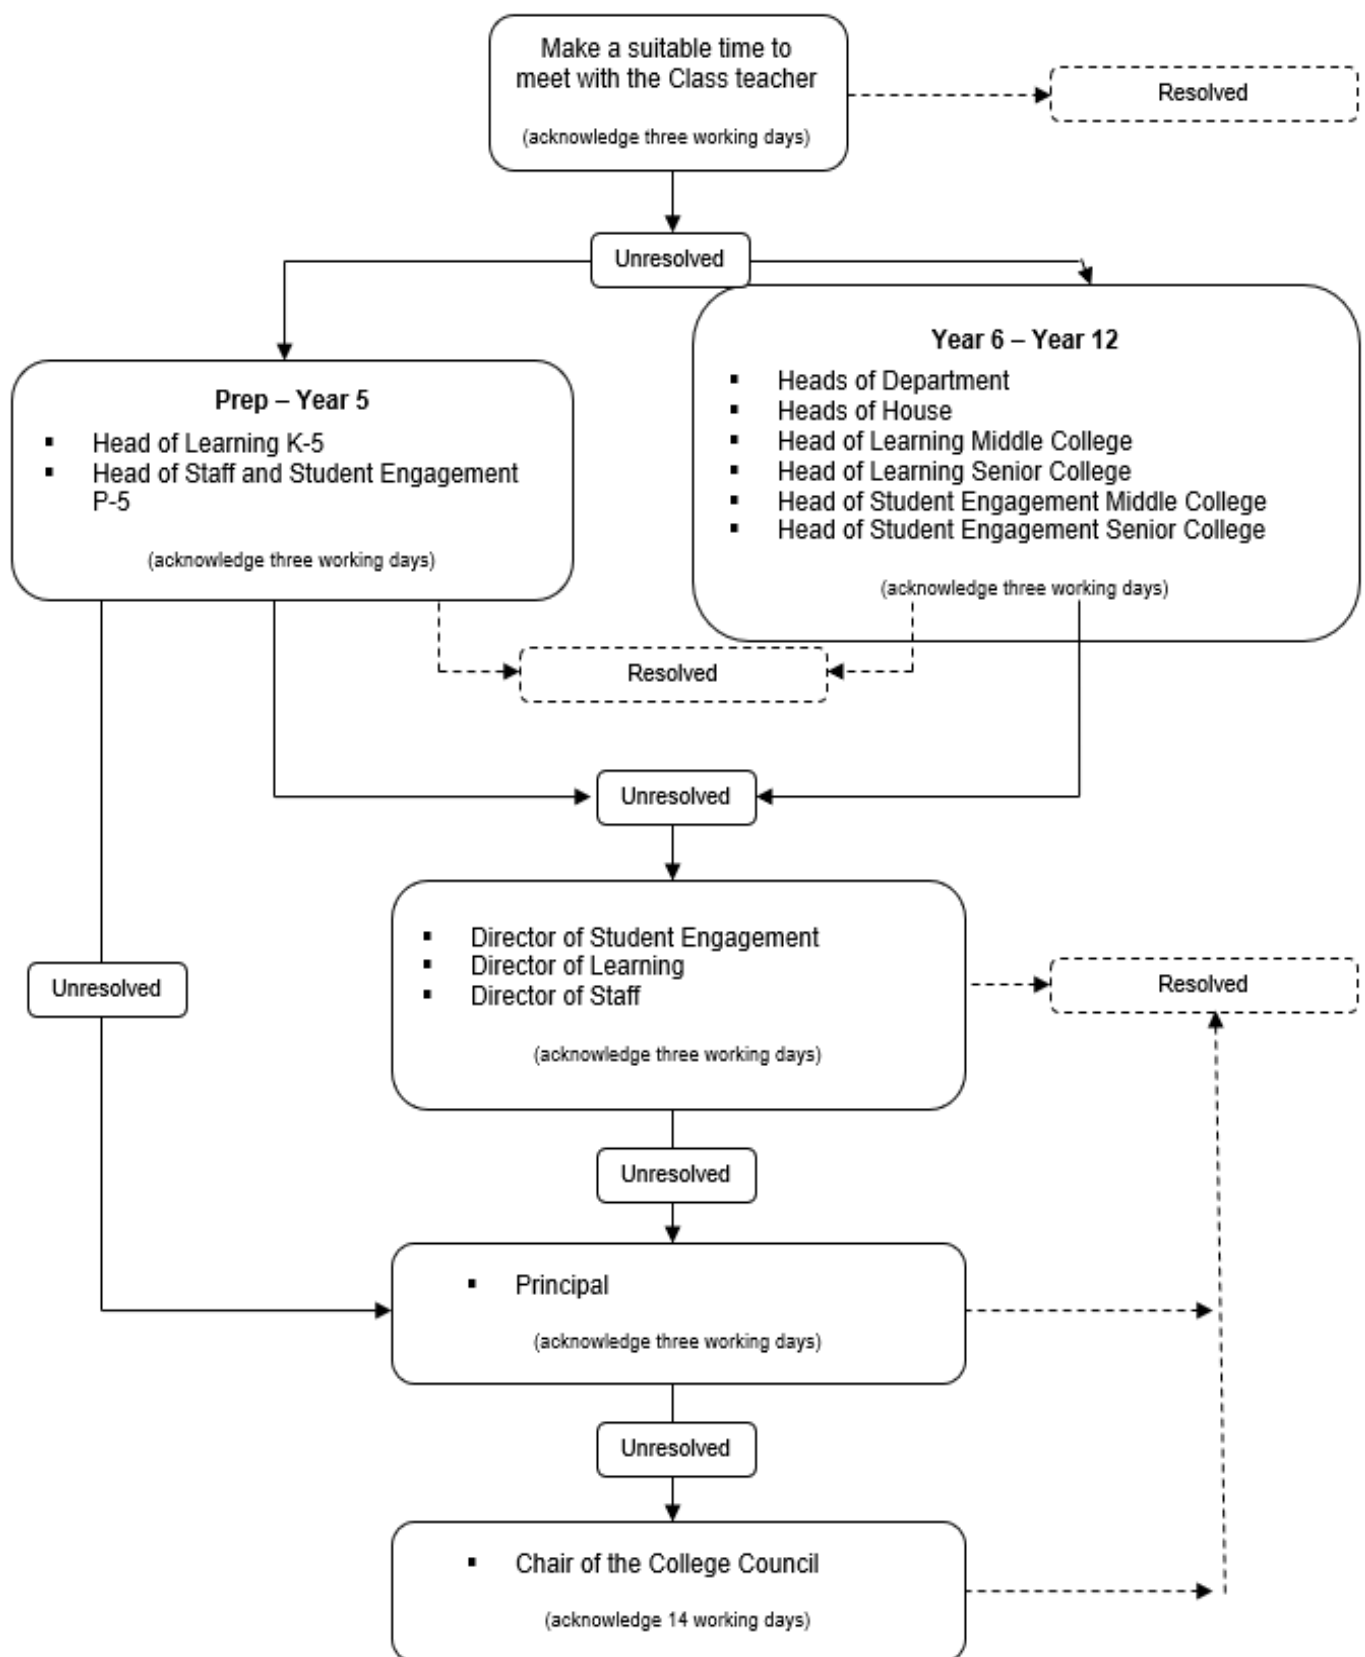 Make a suitable time to
meet with the Class teacher
(acknowledge three working days)
Resolved
Unresolved
Prep – Year 5
▪ Head of Learning K-5
▪ Head of Staff and Student Engagement
P-5
(acknowledge three working days)
Year 6 – Year 12
▪ Heads of Department
▪ Heads of House
▪ Head of Learning Middle College
▪ Head of Learning Senior College
▪ Head of Student Engagement Middle College
▪ Head of Student Engagement Senior College
(acknowledge three working days)
Resolved
Unresolved
▪ Director of Student Engagement
▪ Director of Learning
▪ Director of Staff
(acknowledge three working days)
Resolved
Unresolved
Unresolved
▪ Principal
(acknowledge three working days)
Unresolved
▪ Chair of the College Council
(acknowledge 14 working days)